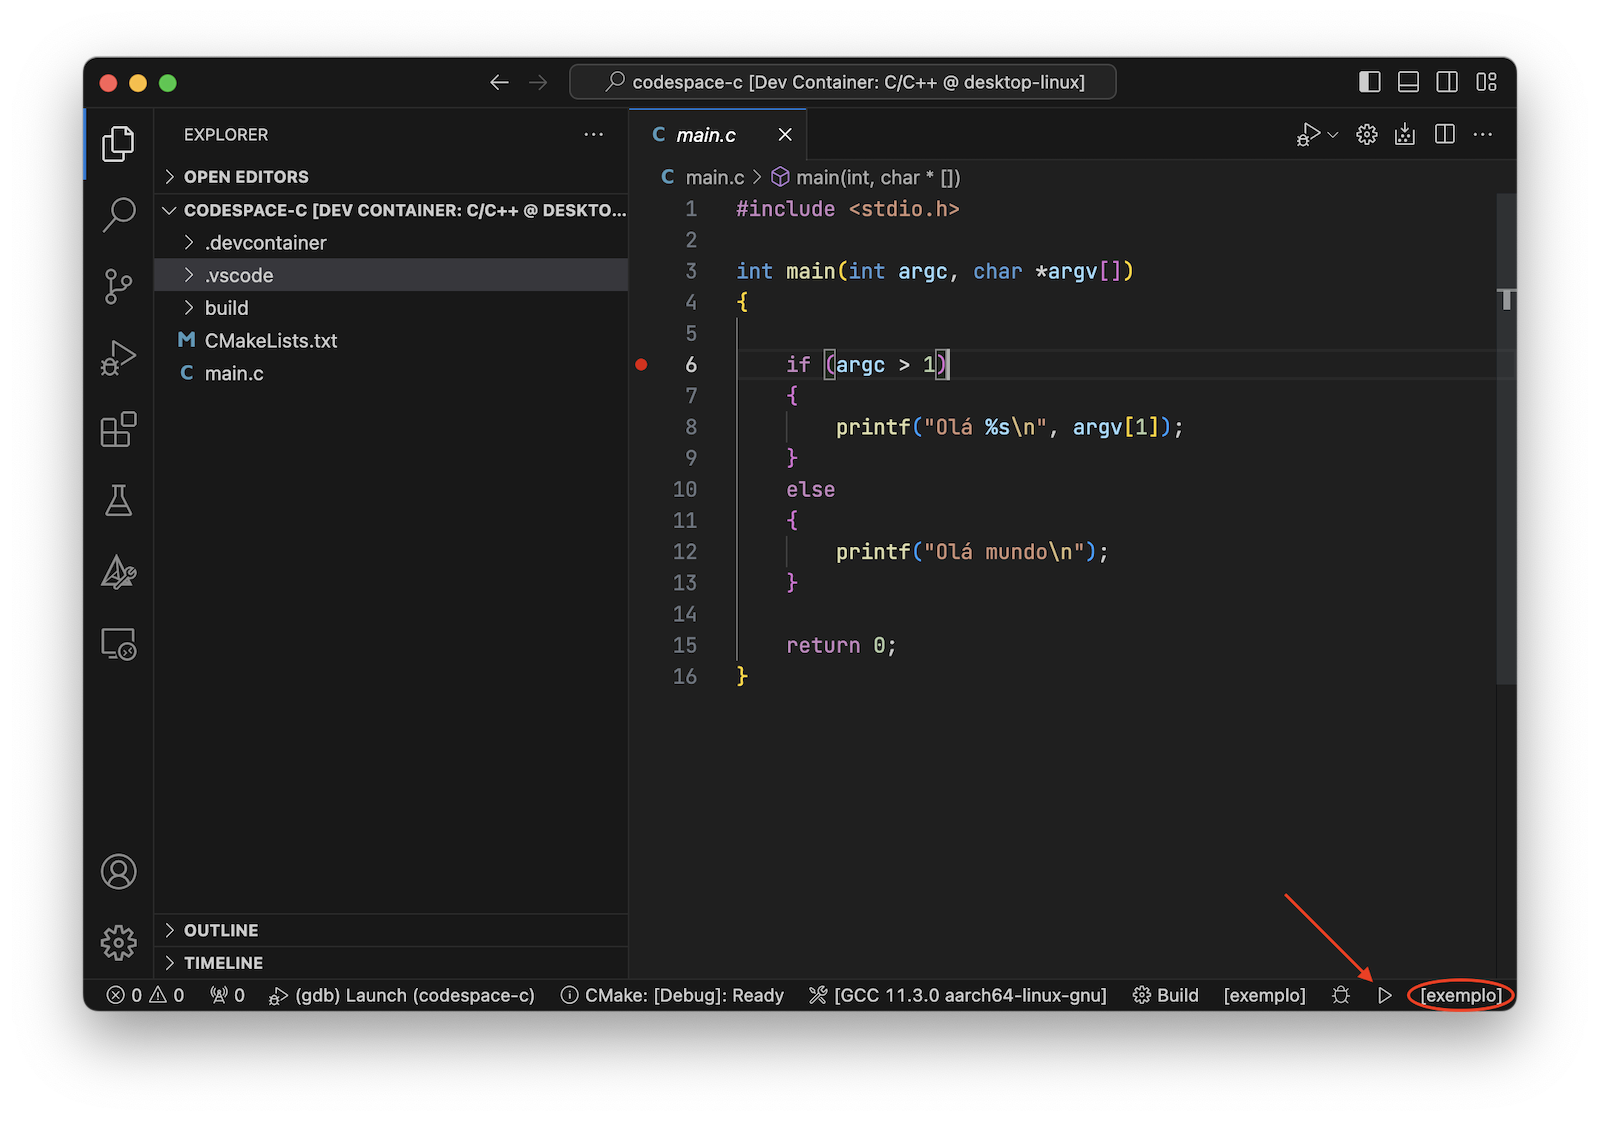 codespace-c [Dev Container: C/C++ @ desktop-linux]
EXPLORER
OPEN EDITORS
CODESPACE-C [DEV CONTAINER: C/C++ @ DESKTO...
.devcontainer
.vscode
build
M CMakeLists.txt
C main.c
OUTLINE
TIMELINE
C main.c
C main.c > main(int, char * [])
1 #include <stdio.h>
2
3 int main(int argc, char *argv[])
4 {
5
6 if (argc > 1)
7 {
8 printf("Olá %s\n", argv[1]);
9 }
10 else
11 {
12 printf("Olá mundo\n");
13 }
14
15 return 0;
16 }
0 0 0 (gdb) Launch (codespace-c) CMake: [Debug]: Ready [GCC 11.3.0 aarch64-linux-gnu] Build [exemplo] [exemplo]